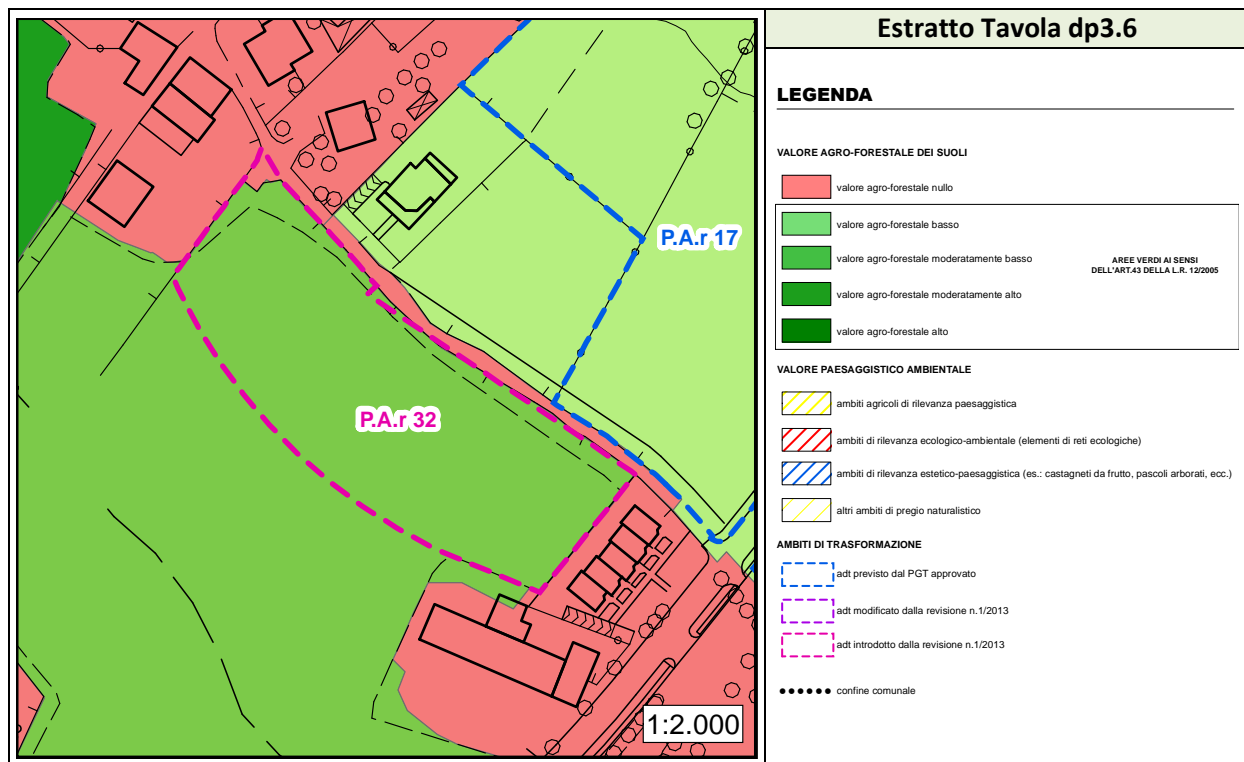 Estratto Tavola dp3.6
P.A.r 17
P.A.r 32
1:2.000
LEGENDA
VALORE AGRO-FORESTALE DEI SUOLI
valore agro-forestale nullo
valore agro-forestale basso
valore agro-forestale moderatamente basso
AREE VERDI AI SENSI
DELL'ART.43 DELLA L.R. 12/2005
valore agro-forestale moderatamente alto
valore agro-forestale alto
VALORE PAESAGGISTICO AMBIENTALE
ambiti agricoli di rilevanza paesaggistica
ambiti di rilevanza ecologico-ambientale (elementi di reti ecologiche)
ambiti di rilevanza estetico-paesaggistica (es.: castagneti da frutto, pascoli arborati, ecc.)
altri ambiti di pregio naturalistico
AMBITI DI TRASFORMAZIONE
adt previsto dal PGT approvato
adt modificato dalla revisione n.1/2013
adt introdotto dalla revisione n.1/2013
confine comunale